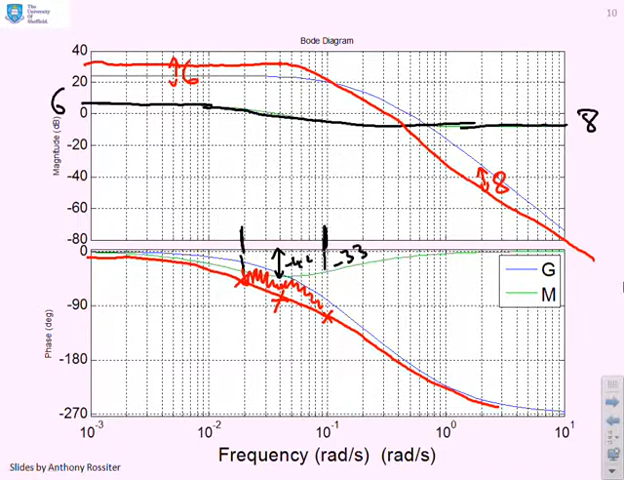 The
University
Of
Sheffield.
10
Bode Diagram
Magnitude (dB)
40
20
0
-20
-40
-60
-80
6
6
8
8
Phase (deg)
0
-90
-180
-270
-33
G
M
10^-3
10^-2
10^-1
10^0
10^1
Frequency (rad/s) (rad/s)
Slides by Anthony Rossiter